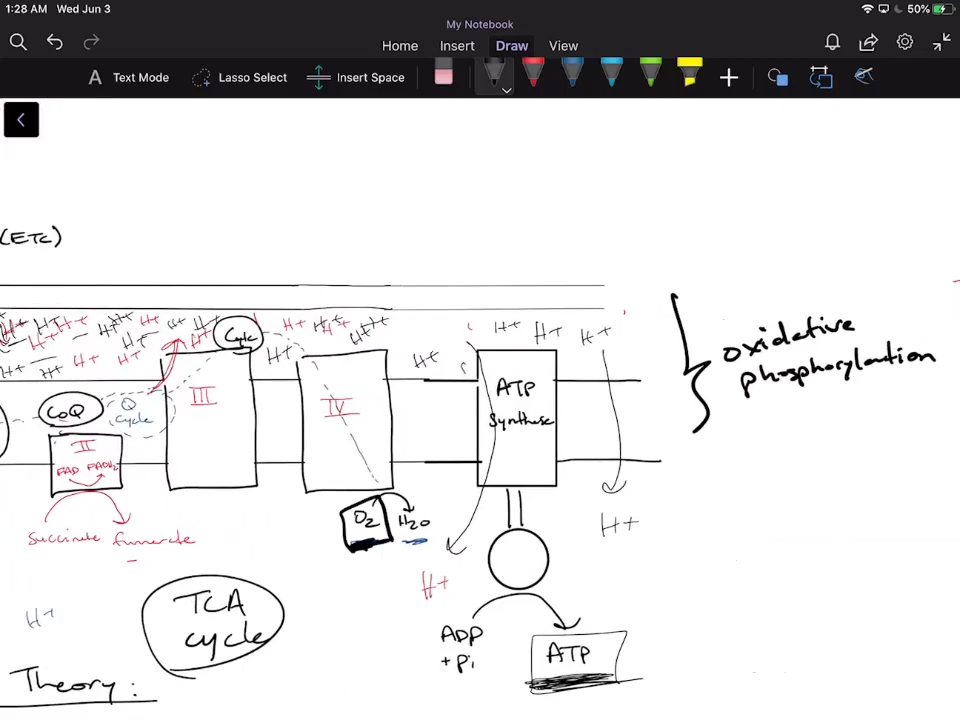 1:28 AM Wed Jun 3
50%
My Notebook
Home Insert Draw View
Text Mode Lasso Select Insert Space
(ETC)
H+ H+ H+ H+ H+ H+ H+ H+ H+ H+ H+ H+
H+ H+ H+ H+ H+ H+ H+ H+
H+ H+ H+ H+ H+ H+
Cytc
oxidative
phosphorylation
CoQ
Q
cycle
III
IV
ATP
synthase
II
FAD FADH2
O2
H2O
H+
succinate fumerate
H+
H+
TCA
cycle
ADP
+ Pi
ATP
Theory: